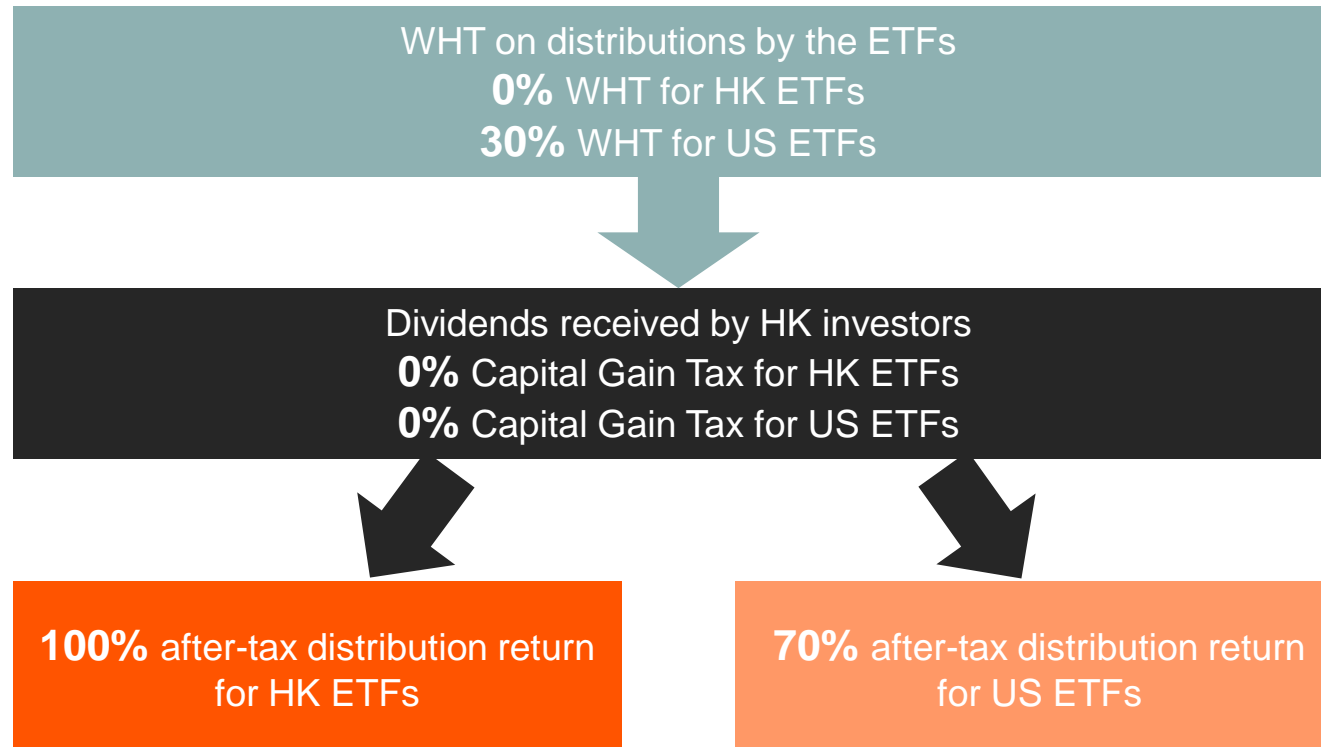 WHT on distributions by the ETFs
0% WHT for HK ETFs
30% WHT for US ETFs
Dividends received by HK investors
0% Capital Gain Tax for HK ETFs
0% Capital Gain Tax for US ETFs
100% after-tax distribution return
for HK ETFs
70% after-tax distribution return
for US ETFs